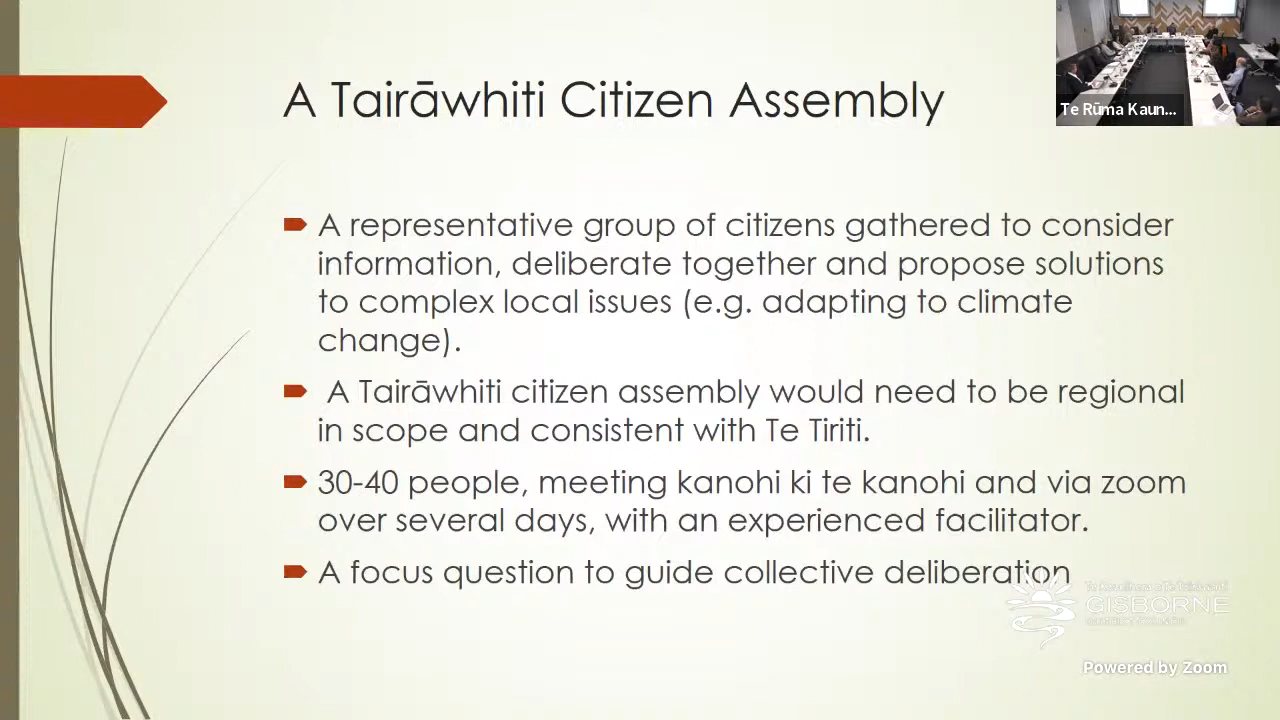 A Tairāwhiti Citizen Assembly
Te Rūma Kaun...
A representative group of citizens gathered to consider
information, deliberate together and propose solutions
to complex local issues (e.g. adapting to climate
change).
A Tairāwhiti citizen assembly would need to be regional
in scope and consistent with Te Tiriti.
30-40 people, meeting kanohi ki te kanohi and via zoom
over several days, with an experienced facilitator.
A focus question to guide collective deliberation
GISBORNE
Powered by Zoom